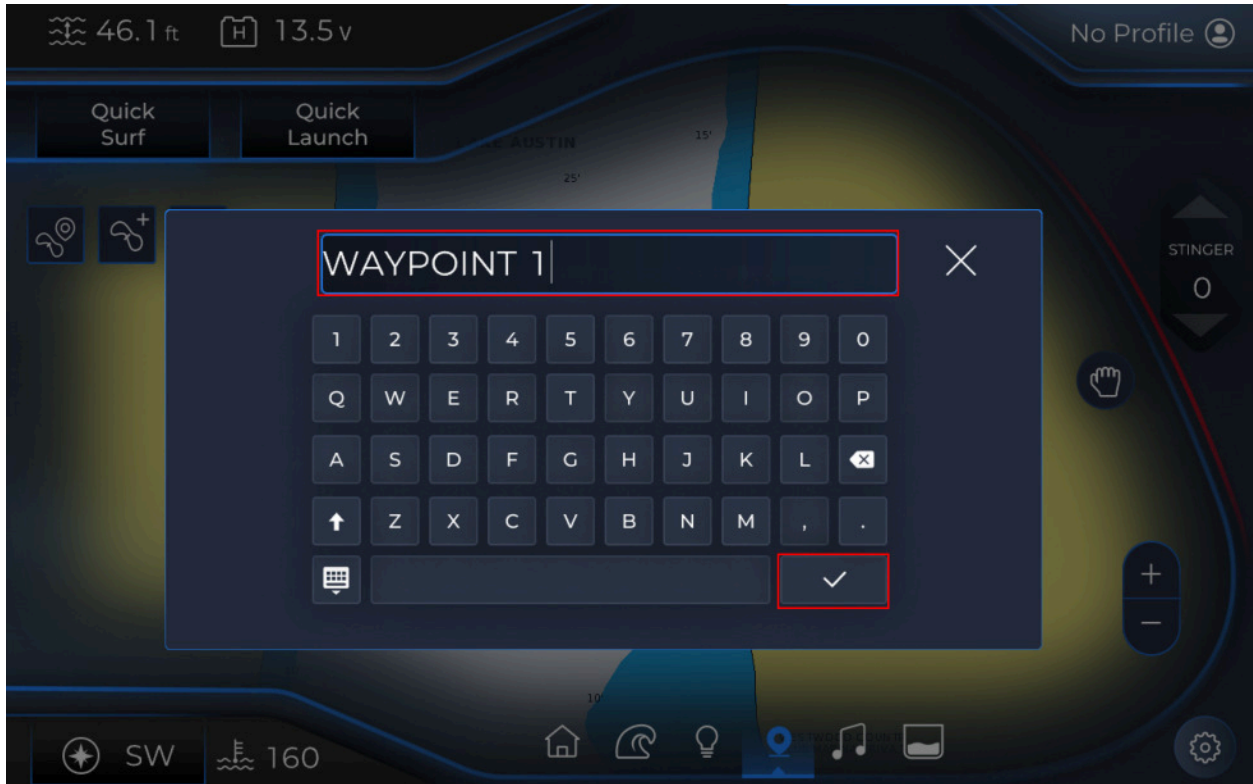 46.1 ft H 13.5 v No Profile
Quick Surf
Quick Launch
AUSTIN
15'
25'
STINGER
0
WAYPOINT 1
1 2 3 4 5 6 7 8 9 0
Q W E R T Y U I O P
A S D F G H J K L
Z X C V B N M , .
10'
SW 160